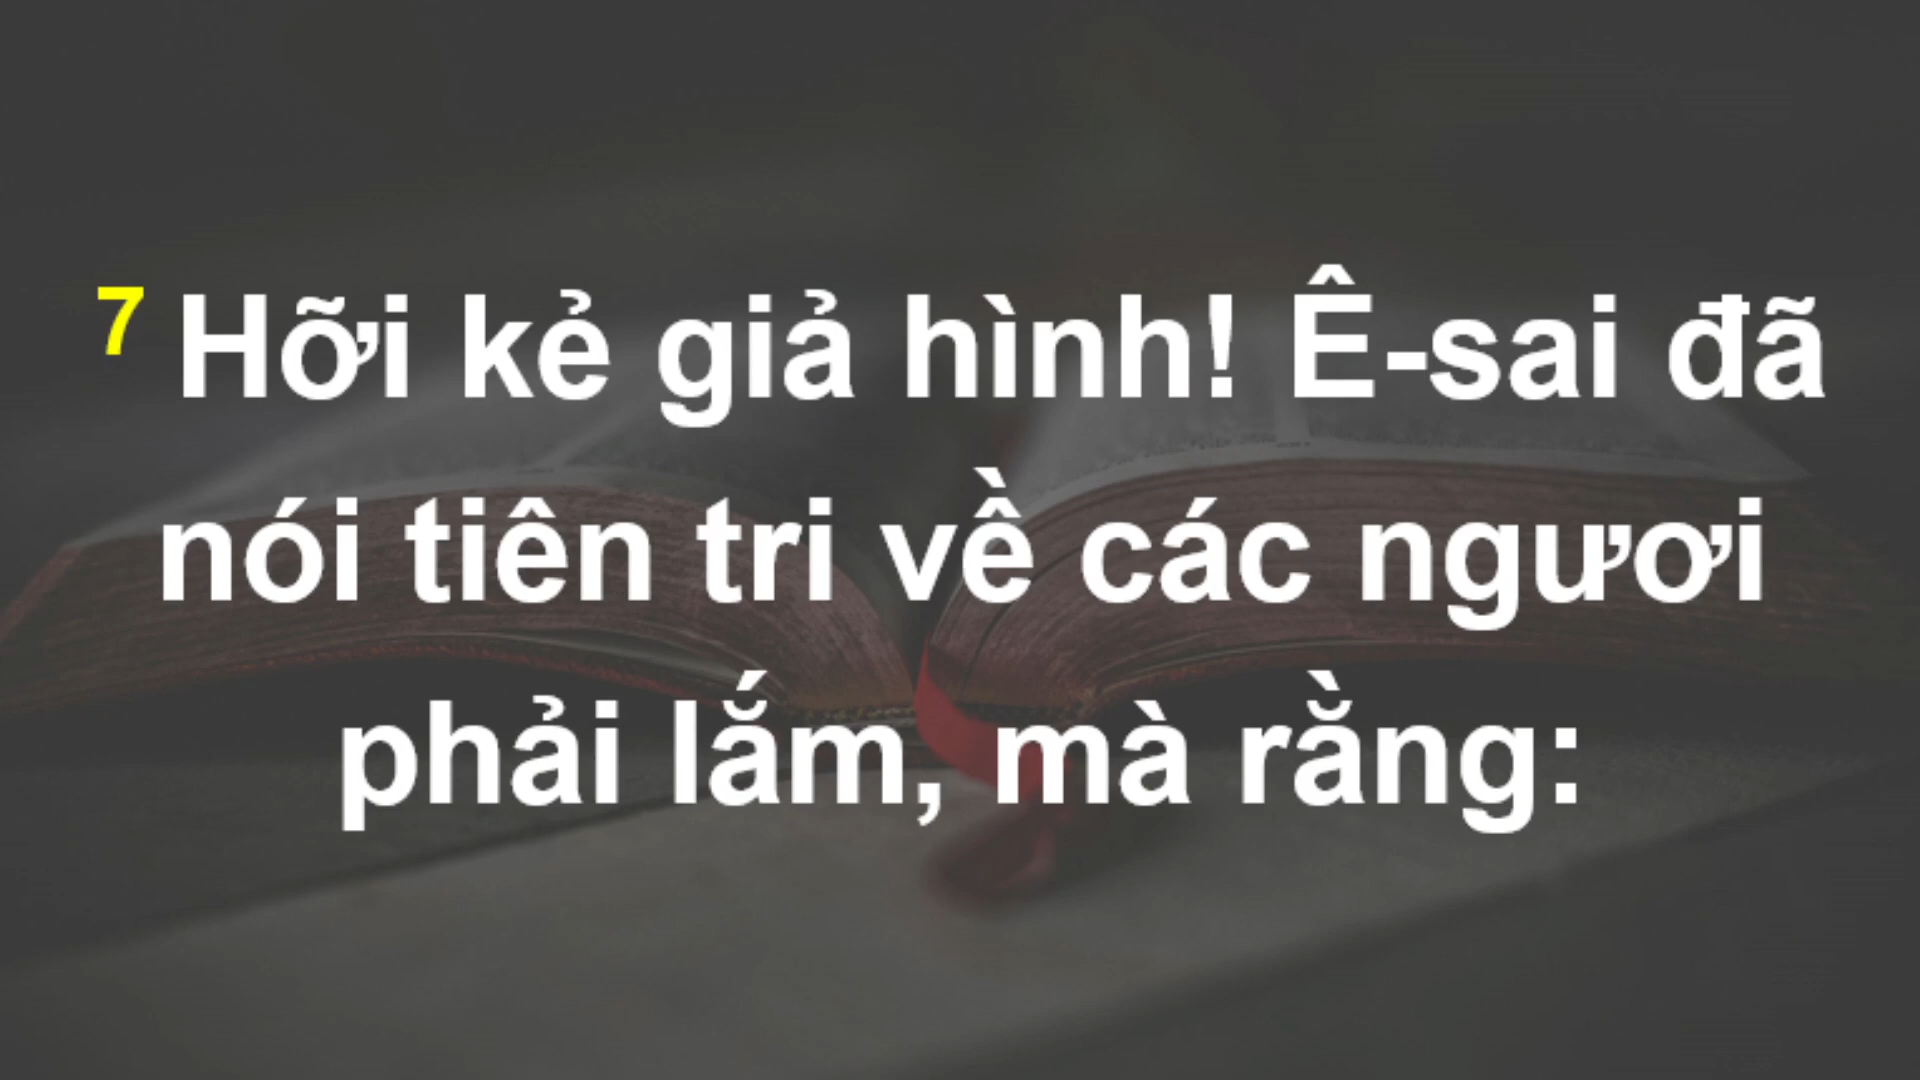 7 Hỡi kẻ giả hình! Ê-sai đã
nói tiên tri về các ngươi
phải lắm, mà rằng: